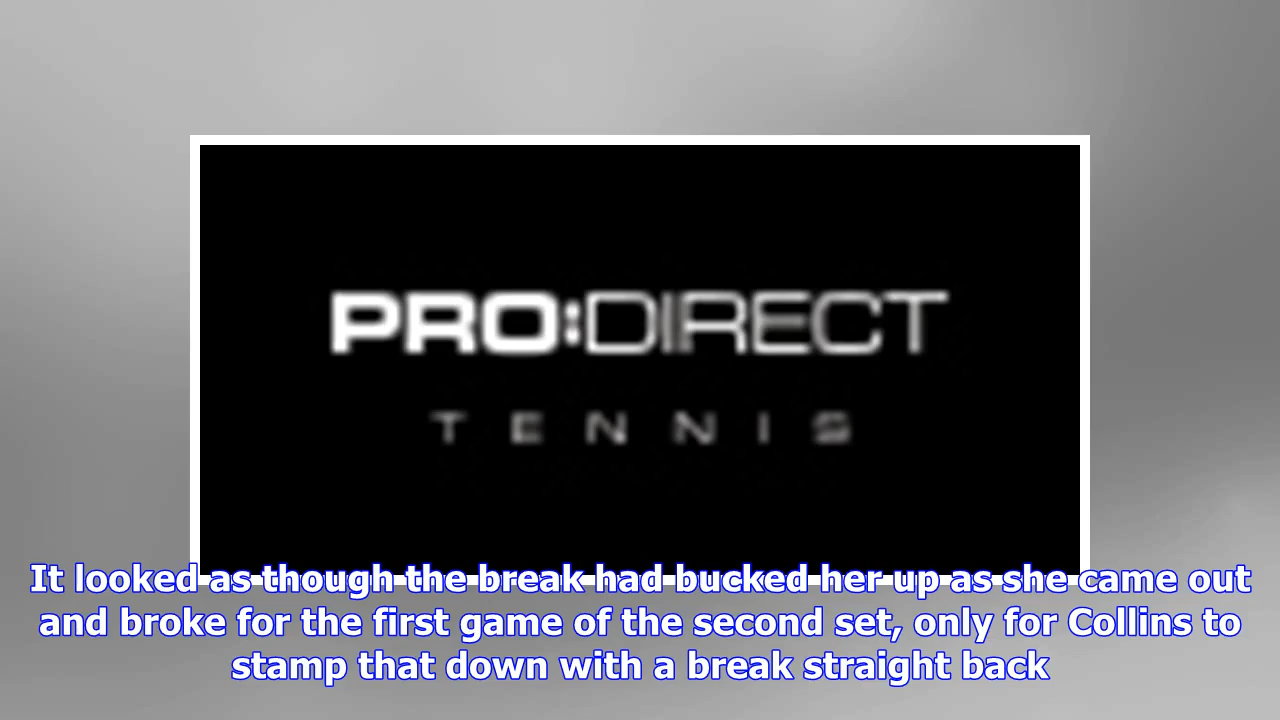 PRO:DIRECT
TENNIS
It looked as though the break had bucked her up as she came out
and broke for the first game of the second set, only for Collins to
stamp that down with a break straight back